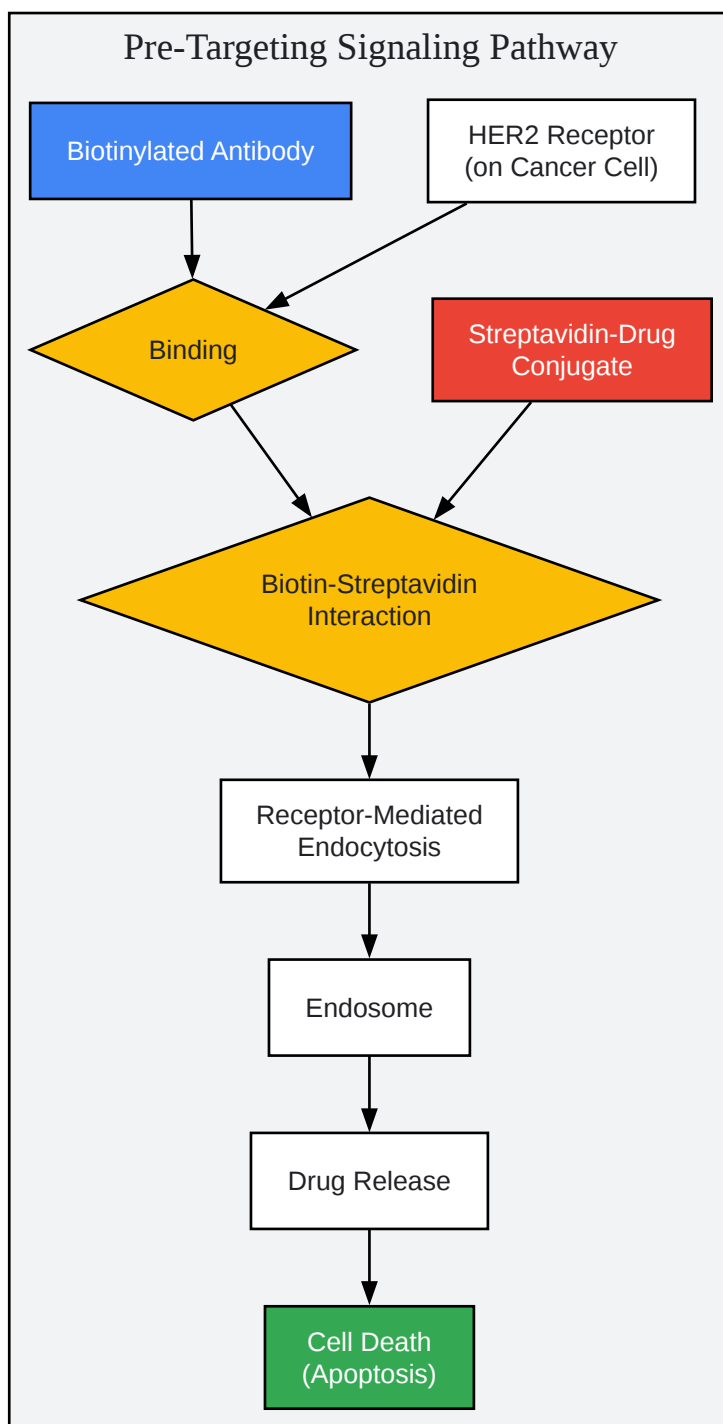 Pre-Targeting Signaling Pathway
Biotinylated Antibody
HER2 Receptor
(on Cancer Cell)
Binding
Streptavidin-Drug
Conjugate
Biotin-Streptavidin
Interaction
Receptor-Mediated
Endocytosis
Endosome
Drug Release
Cell Death
(Apoptosis)